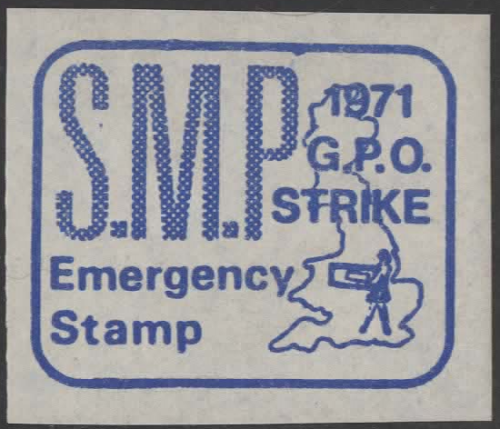 S.M.P
1971
G.P.O.
STRIKE
Emergency
Stamp